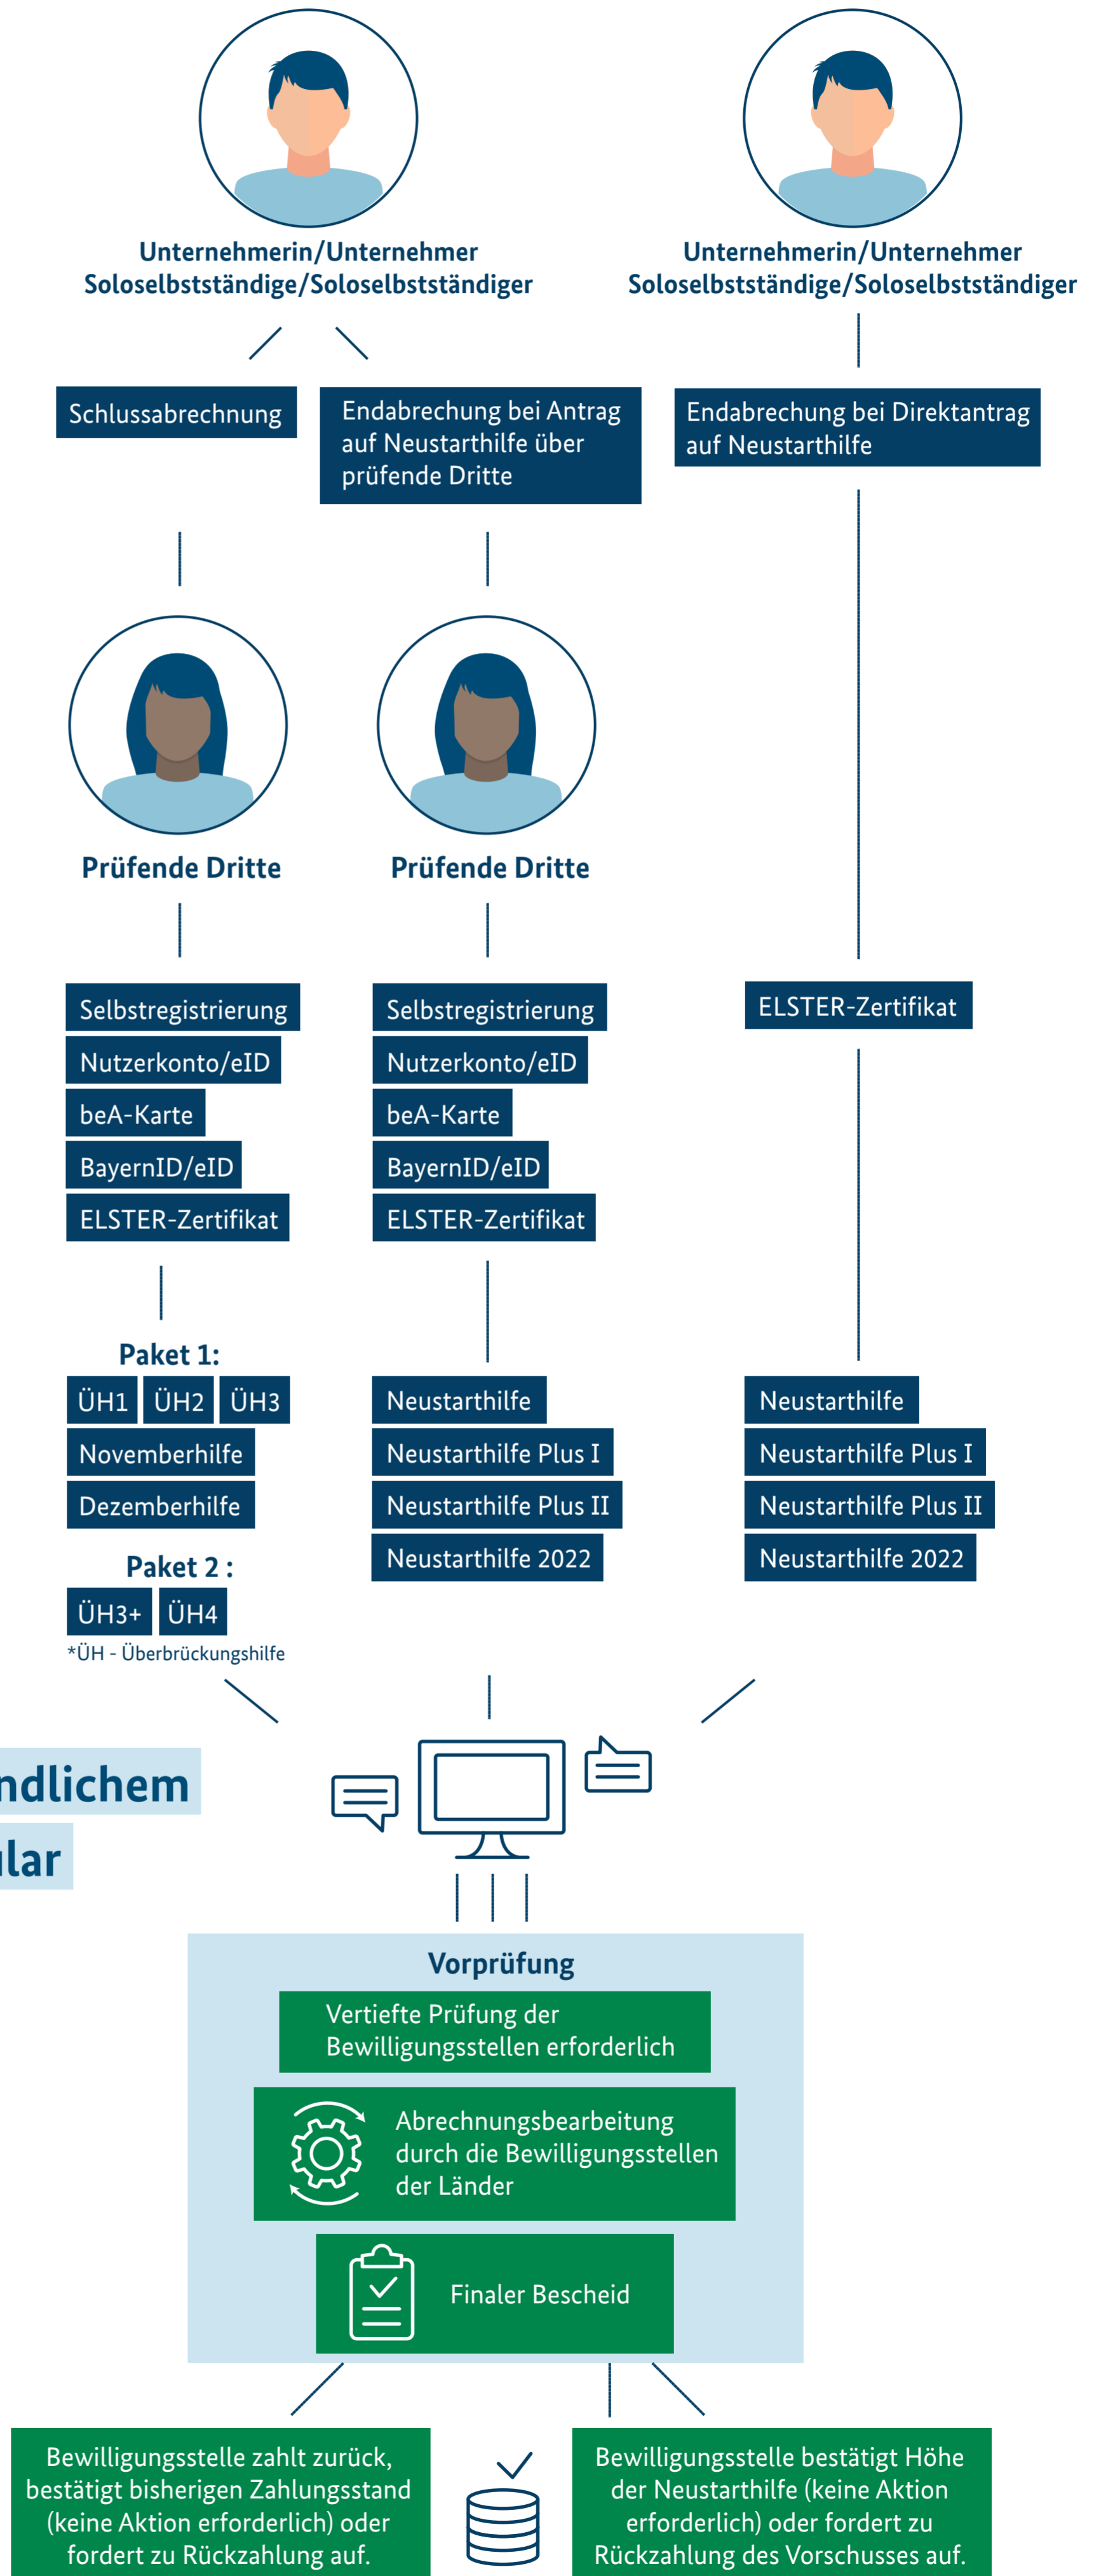 Unternehmerin/Unternehmer
Soloselbstständige/Soloselbstständiger
Unternehmerin/Unternehmer
Soloselbstständige/Soloselbstständiger
Schlussabrechnung
Endabrechung bei Antrag
auf Neustarthilfe über
prüfende Dritte
Endabrechung bei Direktantrag
auf Neustarthilfe
Prüfende Dritte
Prüfende Dritte
Selbstregistrierung
Nutzerkonto/eID
beA-Karte
BayernID/eID
ELSTER-Zertifikat
Selbstregistrierung
Nutzerkonto/eID
beA-Karte
BayernID/eID
ELSTER-Zertifikat
ELSTER-Zertifikat
Paket 1:
ÜH1 ÜH2 ÜH3
Novemberhilfe
Dezemberhilfe
Paket 2 :
ÜH3+ ÜH4
*ÜH - Überbrückungshilfe
Neustarthilfe
Neustarthilfe Plus I
Neustarthilfe Plus II
Neustarthilfe 2022
Neustarthilfe
Neustarthilfe Plus I
Neustarthilfe Plus II
Neustarthilfe 2022
ndlichem
lar
Vorprüfung
Vertiefte Prüfung der
Bewilligungsstellen erforderlich
Abrechnungsbearbeitung
durch die Bewilligungsstellen
der Länder
Finaler Bescheid
Bewilligungsstelle zahlt zurück,
bestätigt bisherigen Zahlungsstand
(keine Aktion erforderlich) oder
fordert zu Rückzahlung auf.
Bewilligungsstelle bestätigt Höhe
der Neustarthilfe (keine Aktion
erforderlich) oder fordert zu
Rückzahlung des Vorschusses auf.